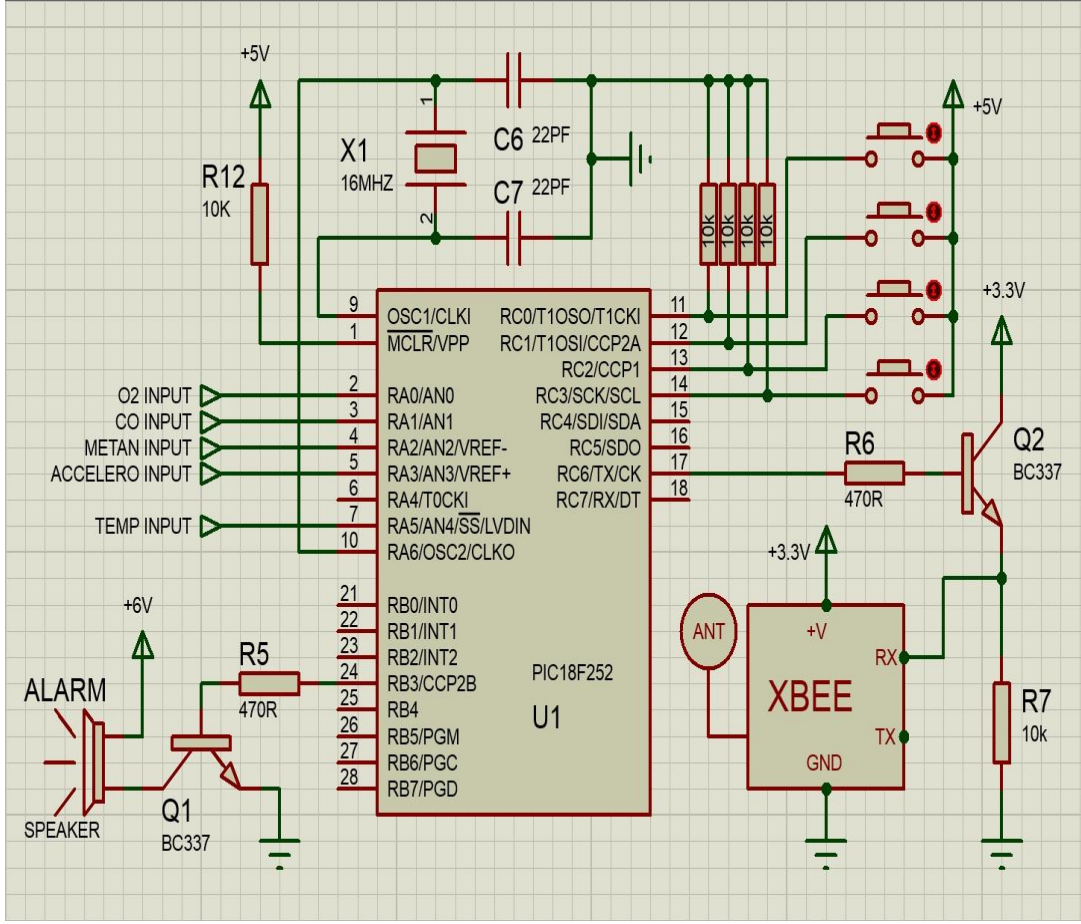 +5V
R12
10K
X1
16MHZ
1
2
C6 22PF
C7 22PF
10k
10k
10k
10k
+5V
+3.3V
9 OSC1/CLKI
1 MCLR/VPP
O2 INPUT 2 RA0/AN0
CO INPUT 3 RA1/AN1
METAN INPUT 4 RA2/AN2/VREF-
ACCELERO INPUT 5 RA3/AN3/VREF+
6 RA4/T0CKI
TEMP INPUT 7 RA5/AN4/SS/LVDIN
10 RA6/OSC2/CLKO
21 RB0/INT0
22 RB1/INT1
23 RB2/INT2
24 RB3/CCP2B
25 RB4
26 RB5/PGM
27 RB6/PGC
28 RB7/PGD
RC0/T1OSO/T1CKI 11
RC1/T1OSI/CCP2A 12
RC2/CCP1 13
RC3/SCK/SCL 14
RC4/SDI/SDA 15
RC5/SDO 16
RC6/TX/CK 17
RC7/RX/DT 18
PIC18F252
U1
R6
470R
Q2
BC337
+3.3V
ANT
+V
RX
XBEE
TX
GND
R7
10k
+6V
R5
470R
ALARM
SPEAKER
Q1
BC337